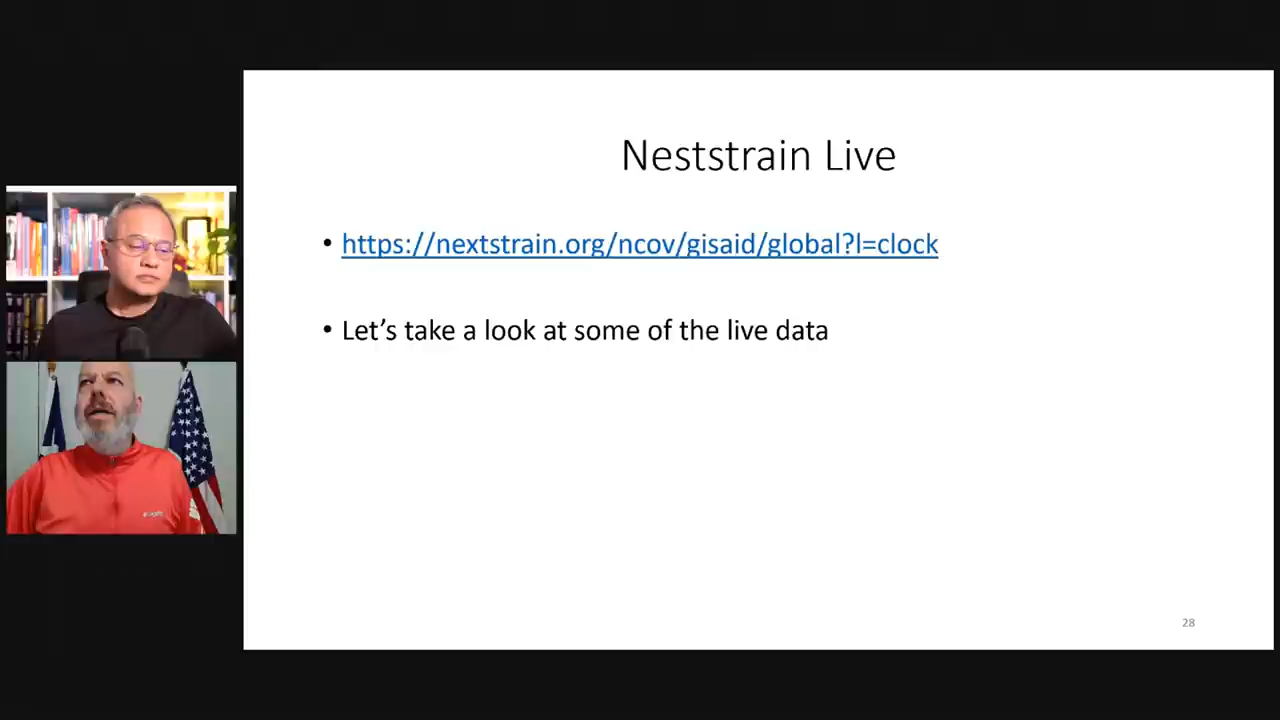 Neststrain Live
• https://nextstrain.org/ncov/gisaid/global?l=clock
• Let’s take a look at some of the live data
28